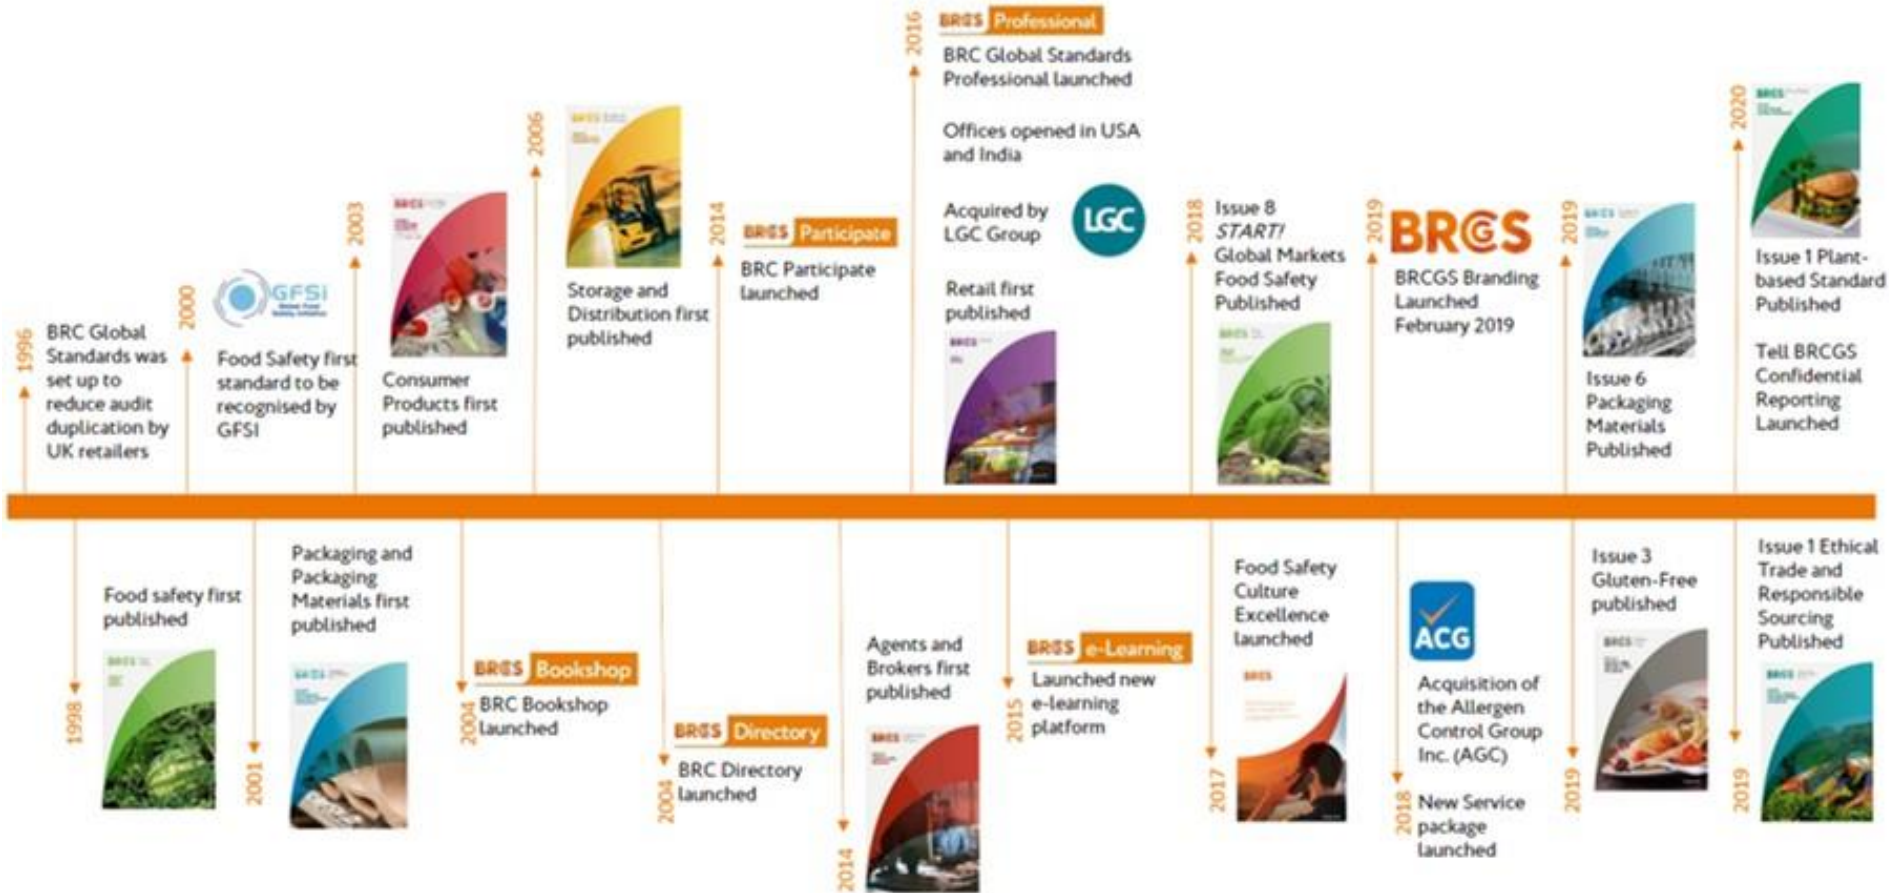 1996
BRC Global
Standards was
set up to
reduce audit
duplication by
UK retailers
2000
GFSi
Food Safety first
standard to be
recognised by
GFSI
2003
Consumer
Products first
published
2006
Storage and
Distribution first
published
2014
BRCGS Participate
BRC Participate
launched
2016
BRCGS Professional
BRC Global Standards
Professional launched
Offices opened in USA
and India
Acquired by
LGC Group
LGC
Retail first
published
2018
Issue 8
START!
Global Markets
Food Safety
Published
2019
BRCGS
BRCGS Branding
Launched
February 2019
2019
Issue 6
Packaging
Materials
Published
2020
Issue 1 Plant-
based Standard
Published
Tell BRCGS
Confidential
Reporting
Launched
1998
Food safety first
published
2001
Packaging and
Packaging
Materials first
published
2004
BRCGS Bookshop
BRC Bookshop
launched
2004
BRCGS Directory
BRC Directory
launched
2014
Agents and
Brokers first
published
2015
BRCGS e-Learning
Launched new
e-learning
platform
2017
Food Safety
Culture
Excellence
launched
BRCGS
2018
ACG
Acquisition of
the Allergen
Control Group
Inc. (AGC)
New Service
package
launched
2019
Issue 3
Gluten-Free
published
2019
Issue 1 Ethical
Trade and
Responsible
Sourcing
Published